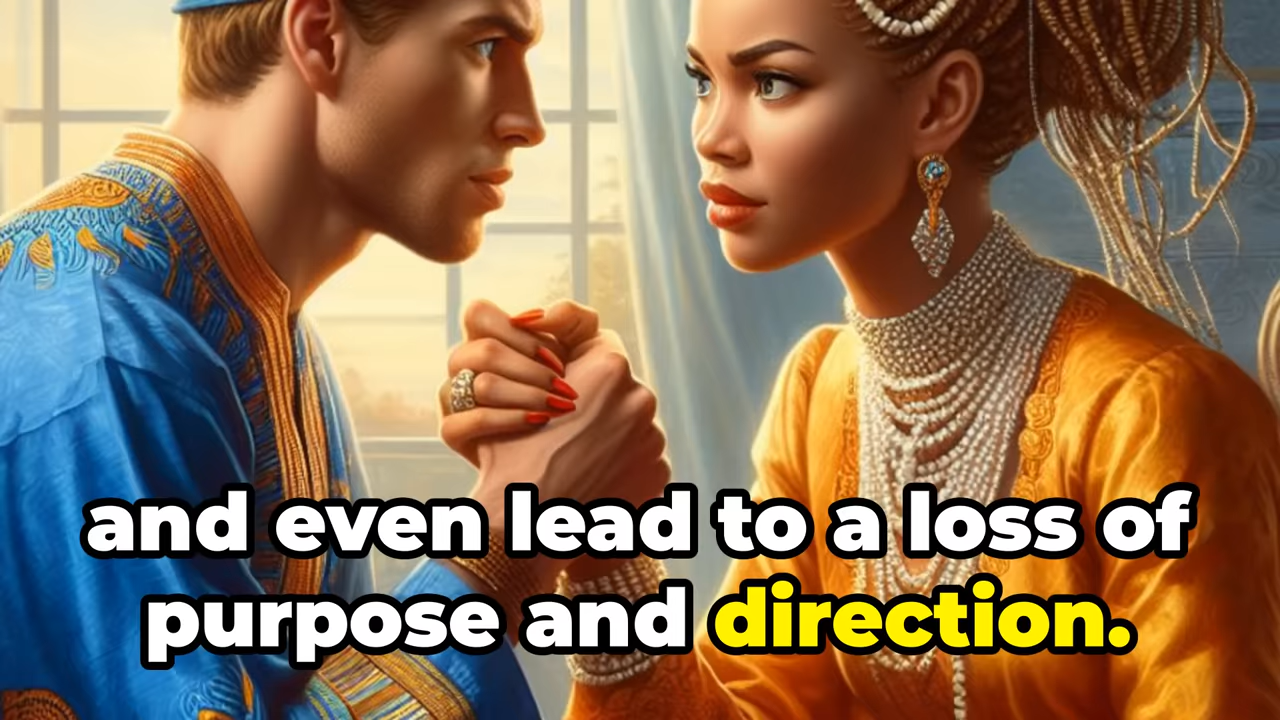 and even lead to a loss of
purpose and direction.